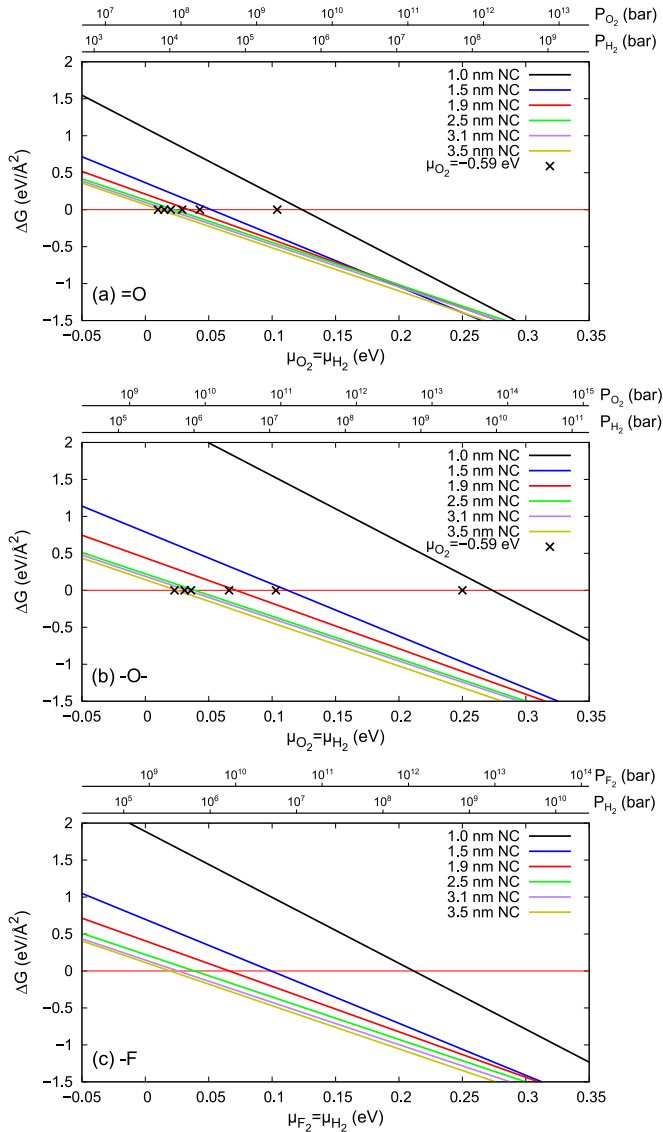 10⁷ 10⁸ 10⁹ 10¹⁰ 10¹¹ 10¹² 10¹³ P_O₂ (bar)
10³ 10⁴ 10⁵ 10⁶ 10⁷ 10⁸ 10⁹ P_H₂ (bar)
2
1.5
1
0.5
0
−0.5
−1
−1.5
ΔG (eV/Å²)
1.0 nm NC
1.5 nm NC
1.9 nm NC
2.5 nm NC
3.1 nm NC
3.5 nm NC
μ_O₂=−0.59 eV
(a) =O
−0.05 0 0.05 0.1 0.15 0.2 0.25 0.3 0.35
μ_O₂=μ_H₂ (eV)
10⁹ 10¹⁰ 10¹¹ 10¹² 10¹³ 10¹⁴ 10¹⁵ P_O₂ (bar)
10⁵ 10⁶ 10⁷ 10⁸ 10⁹ 10¹⁰ 10¹¹ P_H₂ (bar)
2
1.5
1
0.5
0
−0.5
−1
−1.5
ΔG (eV/Å²)
1.0 nm NC
1.5 nm NC
1.9 nm NC
2.5 nm NC
3.1 nm NC
3.5 nm NC
μ_O₂=−0.59 eV
(b) -O-
−0.05 0 0.05 0.1 0.15 0.2 0.25 0.3 0.35
μ_O₂=μ_H₂ (eV)
10⁹ 10¹⁰ 10¹¹ 10¹² 10¹³ 10¹⁴ P_F₂ (bar)
10⁵ 10⁶ 10⁷ 10⁸ 10⁹ 10¹⁰ P_H₂ (bar)
2
1.5
1
0.5
0
−0.5
−1
−1.5
ΔG (eV/Å²)
1.0 nm NC
1.5 nm NC
1.9 nm NC
2.5 nm NC
3.1 nm NC
3.5 nm NC
(c) -F
−0.05 0 0.05 0.1 0.15 0.2 0.25 0.3 0.35
μ_F₂=μ_H₂ (eV)